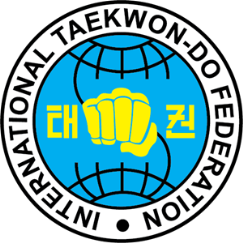 INTERNATIONAL TAEKWON-DO FEDERATION
태권